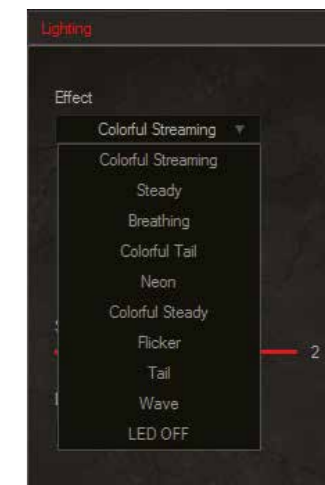 Lighting
Effect
Colorful Streaming
Colorful Streaming
Steady
Breathing
Colorful Tail
Neon
Colorful Steady
Flicker
2
Tail
Wave
LED OFF